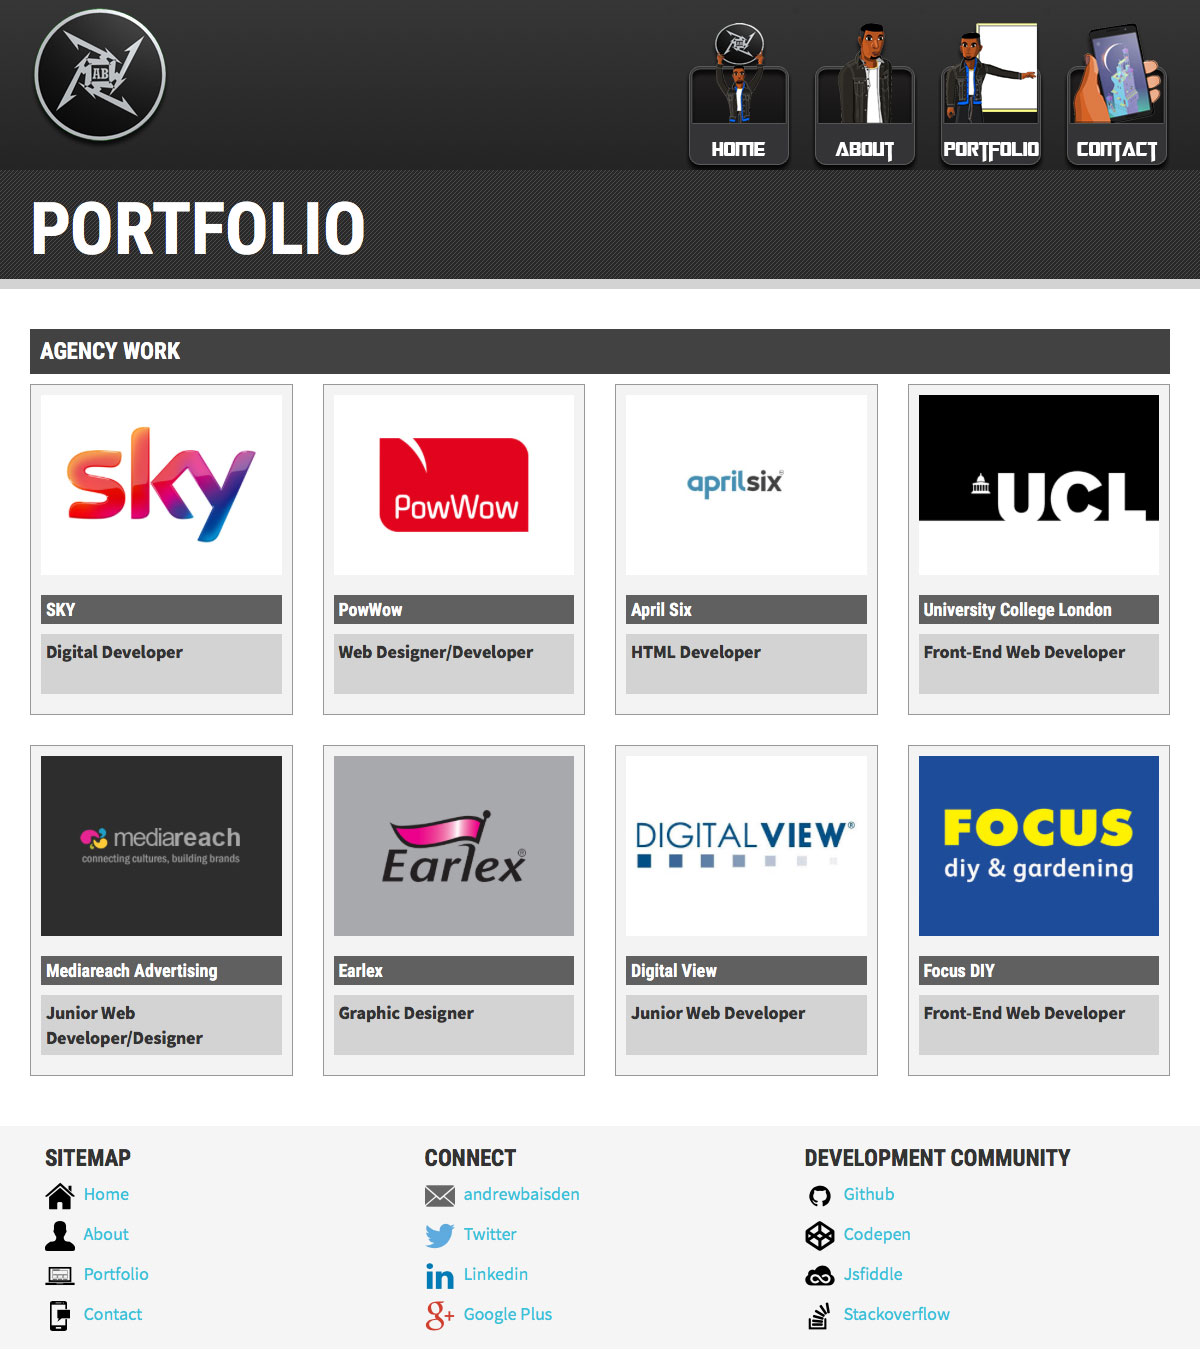 AB
HOME
ABOUT
PORTFOLIO
CONTACT
PORTFOLIO
AGENCY WORK
sky
PowWow
aprilsix
UCL
SKY
PowWow
April Six
University College London
Digital Developer
Web Designer/Developer
HTML Developer
Front-End Web Developer
mediareach
connecting cultures, building brands
Earlex®
DIGITALVIEW®
FOCUS
diy & gardening
Mediareach Advertising
Earlex
Digital View
Focus DIY
Junior Web
Developer/Designer
Graphic Designer
Junior Web Developer
Front-End Web Developer
SITEMAP
Home
About
Portfolio
Contact
CONNECT
andrewbaisden
Twitter
in Linkedin
g+ Google Plus
DEVELOPMENT COMMUNITY
Github
Codepen
Jsfiddle
Stackoverflow